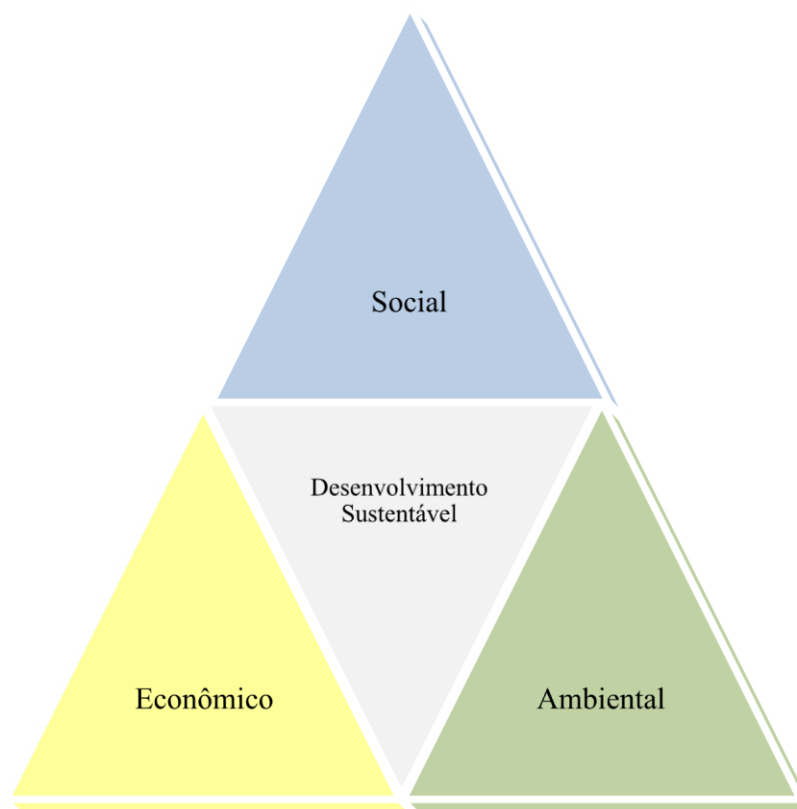 Social
Desenvolvimento
Sustentável
Econômico
Ambiental